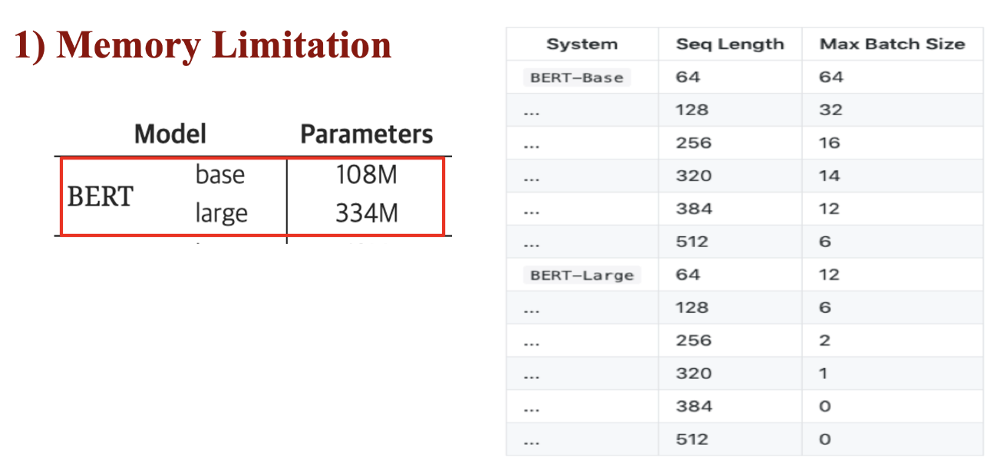 1) Memory Limitation
Model Parameters
BERT base 108M
large 334M
System Seq Length Max Batch Size
BERT-Base 64 64
... 128 32
... 256 16
... 320 14
... 384 12
... 512 6
BERT-Large 64 12
... 128 6
... 256 2
... 320 1
... 384 0
... 512 0